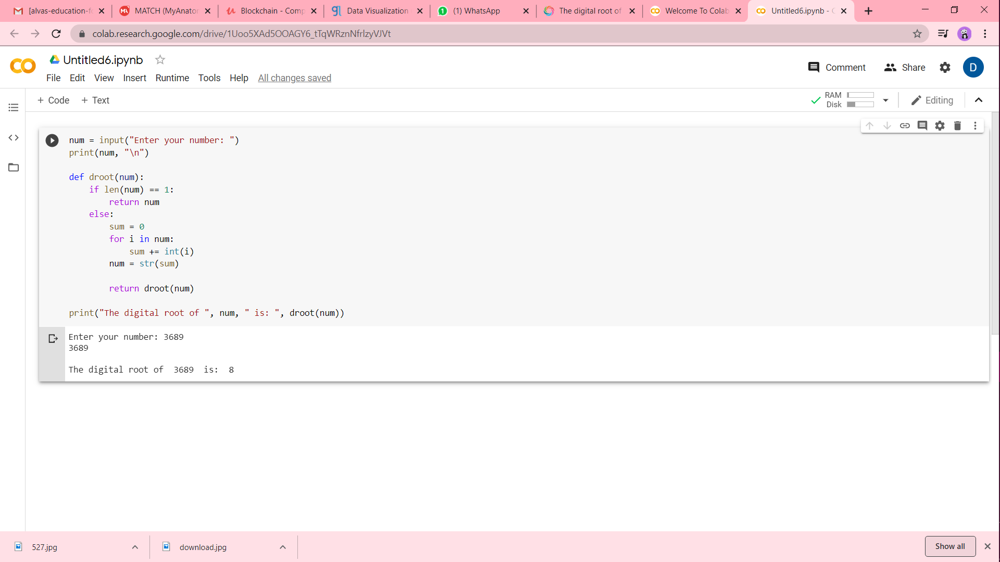 [alvas-education-f
MATCH (MyAnator
Blockchain - Comp
Data Visualization
(1) WhatsApp
The digital root of
Welcome To Colab
Untitled6.ipynb -
colab.research.google.com/drive/1Uoo5XAd5OOAGY6_tTqWRznNfrlzyVJVt
Untitled6.ipynb
Comment Share D
File Edit View Insert Runtime Tools Help All changes saved
+ Code + Text
RAM
Disk
Editing
num = input("Enter your number: ")
print(num, "\n")
def droot(num):
    if len(num) == 1:
        return num
    else:
        sum = 0
        for i in num:
            sum += int(i)
        num = str(sum)
        return droot(num)
print("The digital root of ", num, " is: ", droot(num))
Enter your number: 3689
3689
The digital root of  3689  is:  8
527.jpg
download.jpg
Show all